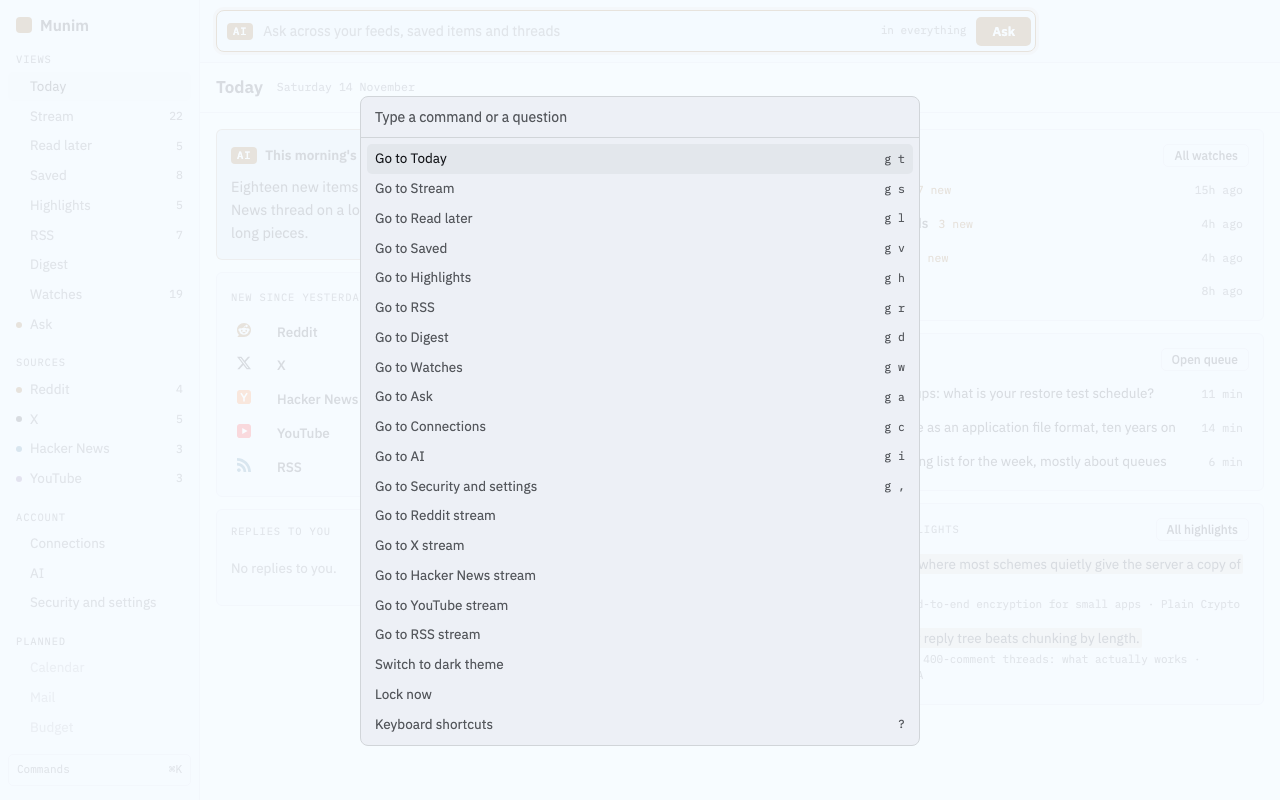 Munim
VIEWS
Today
Stream 22
Read later 5
Saved 8
Highlights 5
RSS 7
Digest
Watches 19
Ask
SOURCES
Reddit 4
X 5
Hacker News 3
YouTube 3
ACCOUNT
Connections
AI
Security and settings
PLANNED
Calendar
Mail
Budget
Commands ⌘K
AI Ask across your feeds, saved items and threads in everything Ask
Today Saturday 14 November
AI This morning's
Eighteen new items
News thread on a lo
long pieces.
NEW SINCE YESTERDA
Reddit
X
Hacker News
YouTube
RSS
REPLIES TO YOU
No replies to you.
Type a command or a question
Go to Today g t
Go to Stream g s
Go to Read later g l
Go to Saved g v
Go to Highlights g h
Go to RSS g r
Go to Digest g d
Go to Watches g w
Go to Ask g a
Go to Connections g c
Go to AI g i
Go to Security and settings g ,
Go to Reddit stream
Go to X stream
Go to Hacker News stream
Go to YouTube stream
Go to RSS stream
Switch to dark theme
Lock now
Keyboard shortcuts ?
All watches
new 15h ago
3 new 4h ago
new 4h ago
8h ago
Open queue
what is your restore test schedule? 11 min
as an application file format, ten years on 14 min
list for the week, mostly about queues 6 min
All highlights
where most schemes quietly give the server a copy of
encryption for small apps · Plain Crypto
reply tree beats chunking by length.
400-comment threads: what actually works ·